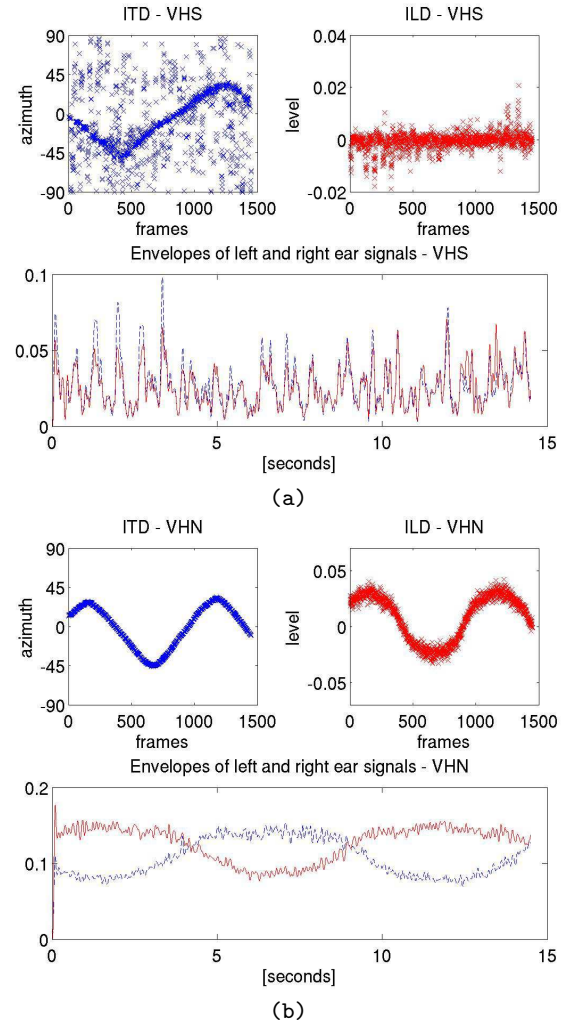 ITD - VHS
ILD - VHS
90
45
0
-45
-90
azimuth
0 500 1000 1500
frames
0.04
0.02
0
-0.02
level
0 500 1000 1500
frames
Envelopes of left and right ear signals - VHS
0.1
0.05
0
0 5 10 15
[seconds]
(a)
ITD - VHN
ILD - VHN
90
45
0
-45
-90
azimuth
0 500 1000 1500
frames
0.05
0
-0.05
level
0 500 1000 1500
frames
Envelopes of left and right ear signals - VHN
0.2
0.1
0
0 5 10 15
[seconds]
(b)